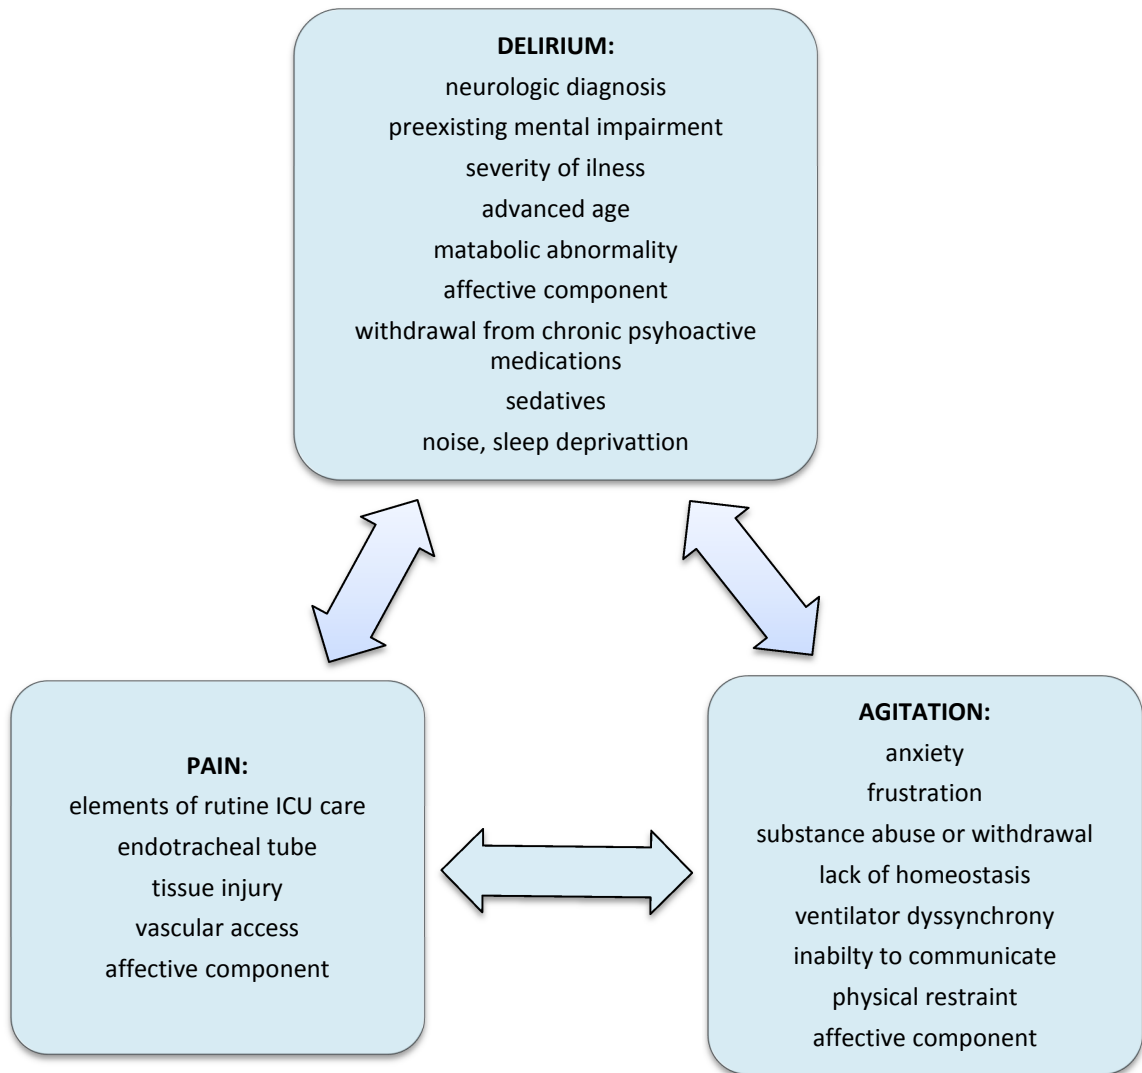 DELIRIUM:
neurologic diagnosis
preexisting mental impairment
severity of ilness
advanced age
matabolic abnormality
affective component
withdrawal from chronic psyhoactive
medications
sedatives
noise, sleep deprivattion
PAIN:
elements of rutine ICU care
endotracheal tube
tissue injury
vascular access
affective component
AGITATION:
anxiety
frustration
substance abuse or withdrawal
lack of homeostasis
ventilator dyssynchrony
inabilty to communicate
physical restraint
affective component